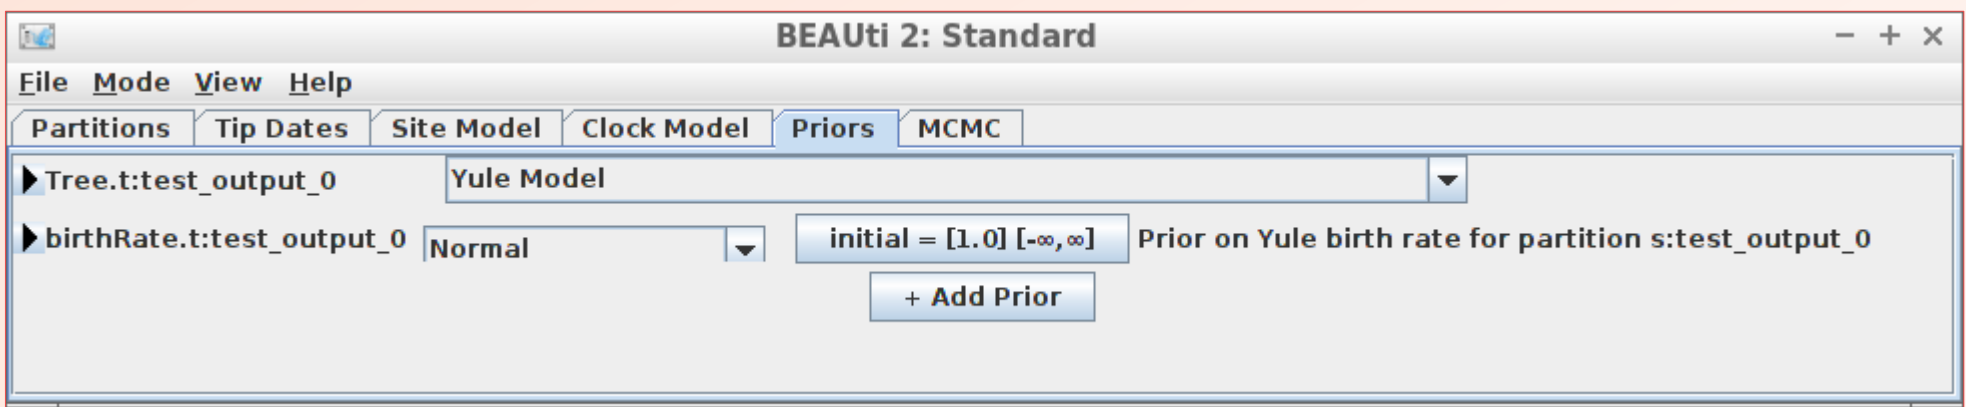 BEAUti 2: Standard
File Mode View Help
Partitions Tip Dates Site Model Clock Model Priors MCMC
Tree.t:test_output_0 Yule Model
birthRate.t:test_output_0 Normal initial = [1.0] [-∞,∞] Prior on Yule birth rate for partition s:test_output_0
+ Add Prior